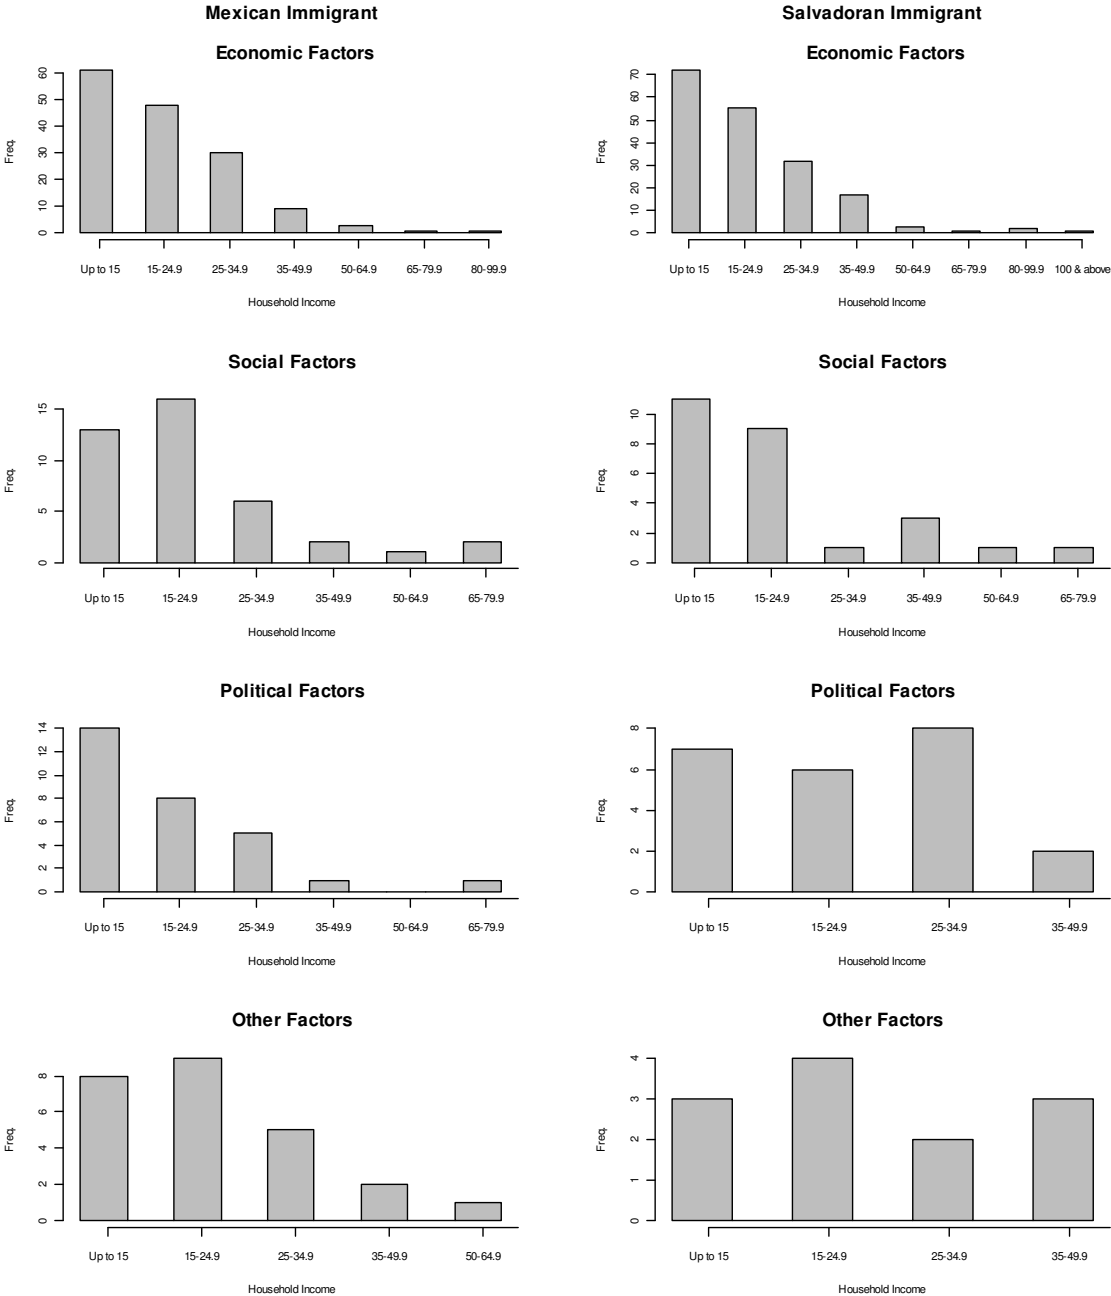 Mexican Immigrant
Salvadoran Immigrant
Economic Factors
Freq.
0 10 20 30 40 50 60
Up to 15 15-24.9 25-34.9 35-49.9 50-64.9 65-79.9 80-99.9
Household Income
Economic Factors
Freq.
0 10 20 30 40 50 60 70
Up to 15 15-24.9 25-34.9 35-49.9 50-64.9 65-79.9 80-99.9 100 & above
Household Income
Social Factors
Freq.
0 5 10 15
Up to 15 15-24.9 25-34.9 35-49.9 50-64.9 65-79.9
Household Income
Social Factors
Freq.
0 2 4 6 8 10
Up to 15 15-24.9 25-34.9 35-49.9 50-64.9 65-79.9
Household Income
Political Factors
Freq.
0 2 4 6 8 10 12 14
Up to 15 15-24.9 25-34.9 35-49.9 50-64.9 65-79.9
Household Income
Political Factors
Freq.
0 2 4 6 8
Up to 15 15-24.9 25-34.9 35-49.9
Household Income
Other Factors
Freq.
0 2 4 6 8
Up to 15 15-24.9 25-34.9 35-49.9 50-64.9
Household Income
Other Factors
Freq.
0 1 2 3 4
Up to 15 15-24.9 25-34.9 35-49.9
Household Income